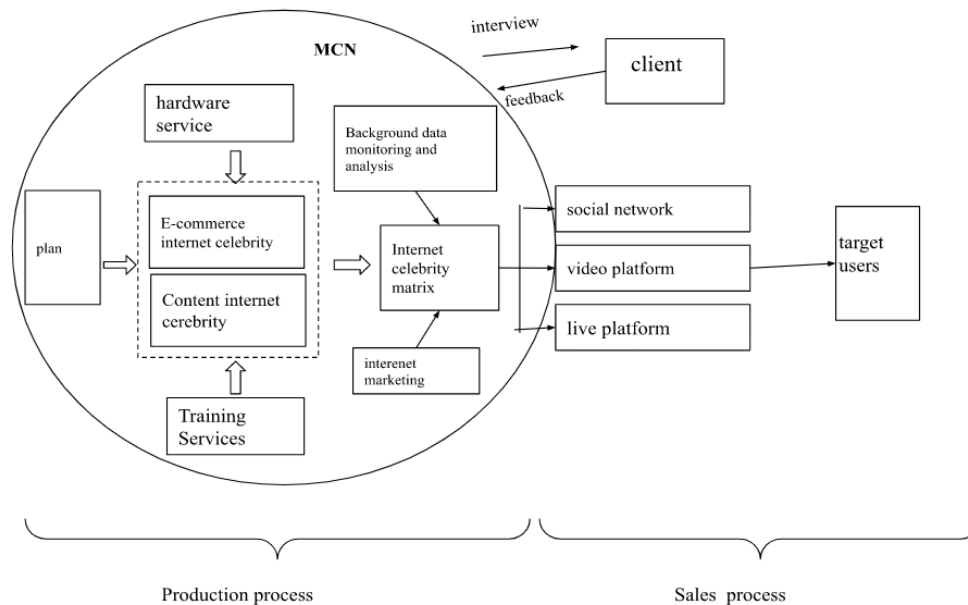 MCN
interview
client
feedback
hardware
service
Background data
monitoring and
analysis
plan
E-commerce
internet celebrity
Content internet
cerebrity
Internet
celebrity
matrix
social network
video platform
live platform
target
users
interenet
marketing
Training
Services
Production process
Sales process